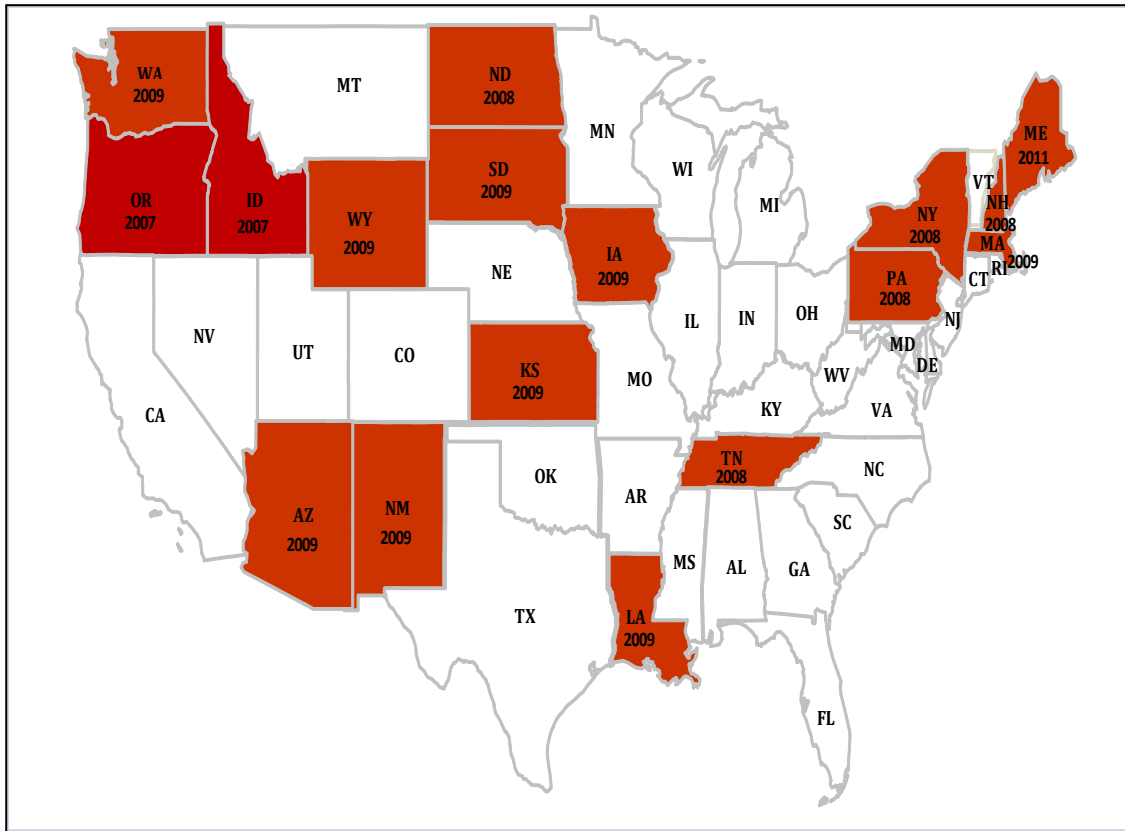 WA
2009
MT
ND
2008
MN
ME
2011
OR
2007
ID
2007
WY
2009
SD
2009
WI
MI
VT
NH
2008
NY
2008
MA
2009
RI
CT
IA
2009
NE
PA
2008
NJ
NV
UT
CO
IL
IN
OH
MD
DE
WV
KS
2009
MO
KY
VA
CA
TN
2008
NC
OK
AR
SC
AZ
2009
NM
2009
MS
AL
GA
TX
LA
2009
FL